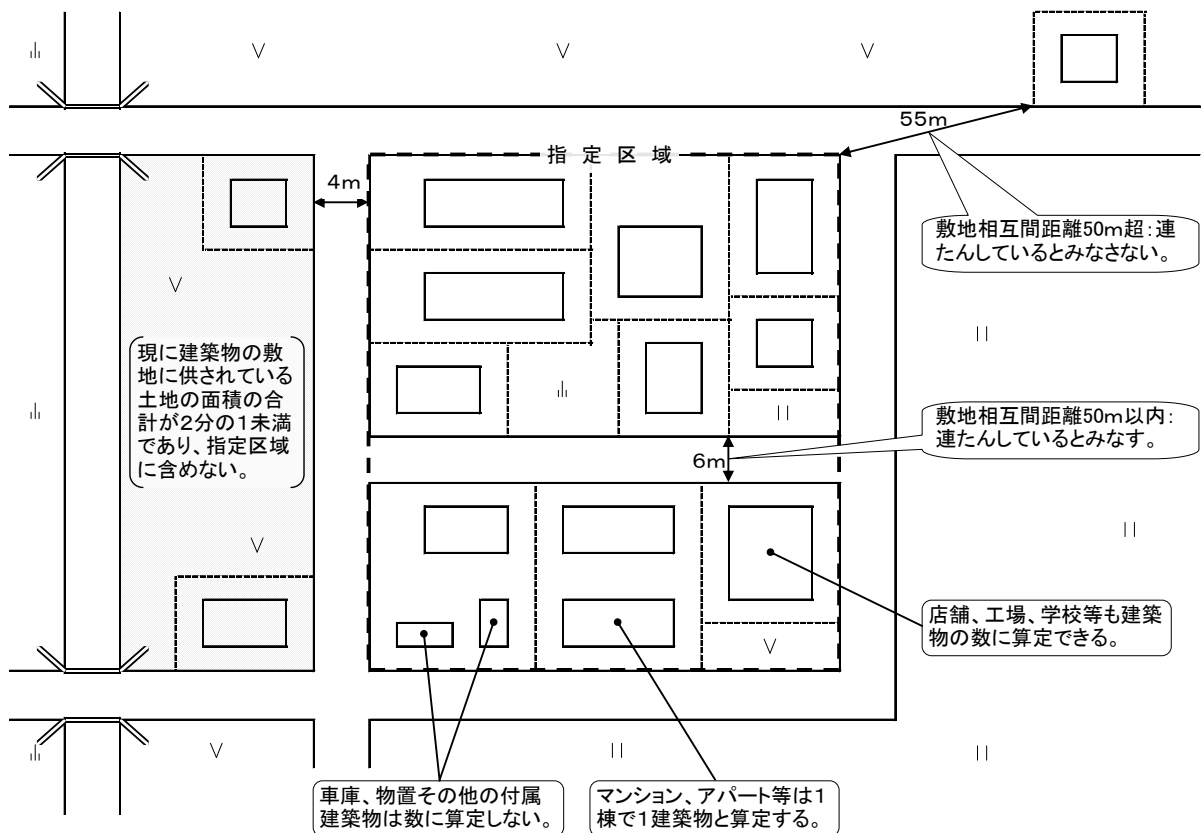 55m
指定区域
4m
敷地相互間距離50m超：連
たんしているとみなさない。
現に建築物の敷
地に供されている
土地の面積の合
計が２分の１未満
であり、指定区域
に含めない。
敷地相互間距離50m以内：
連たんしているとみなす。
6m
店舗、工場、学校等も建築
物の数に算定できる。
車庫、物置その他の付属
建築物は数に算定しない。
マンション、アパート等は１
棟で１建築物と算定する。